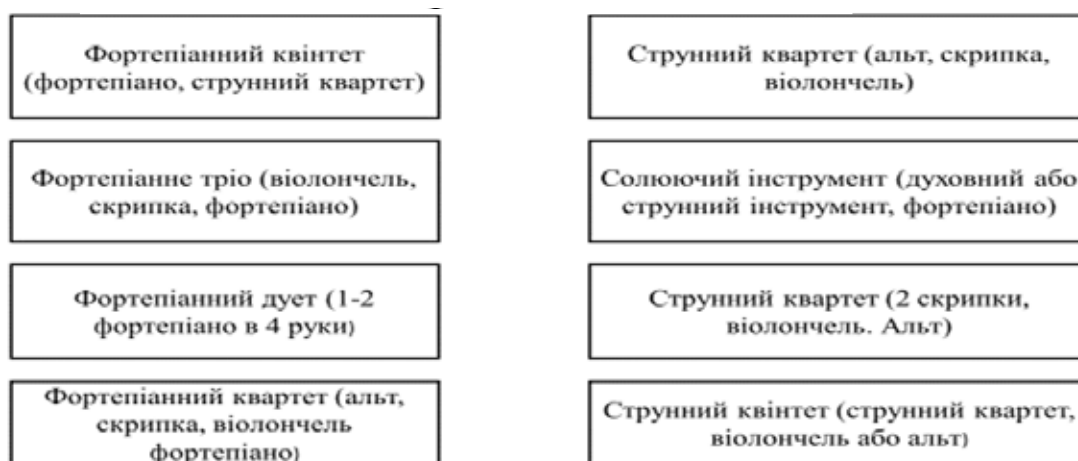 Фортепіанний квінтет
(фортепіано, струнний квартет)
Струнний квартет (альт, скрипка,
віолончель)
Фортепіанне тріо (віолончель,
скрипка, фортепіано)
Солюючий інструмент (духовний або
струнний інструмент, фортепіано)
Фортепіанний дует (1-2
фортепіано в 4 руки)
Струнний квартет (2 скрипки,
віолончель. Альт)
Фортепіанний квартет (альт,
скрипка, віолончель
фортепіано)
Струнний квінтет (струнний квартет,
віолончель або альт)